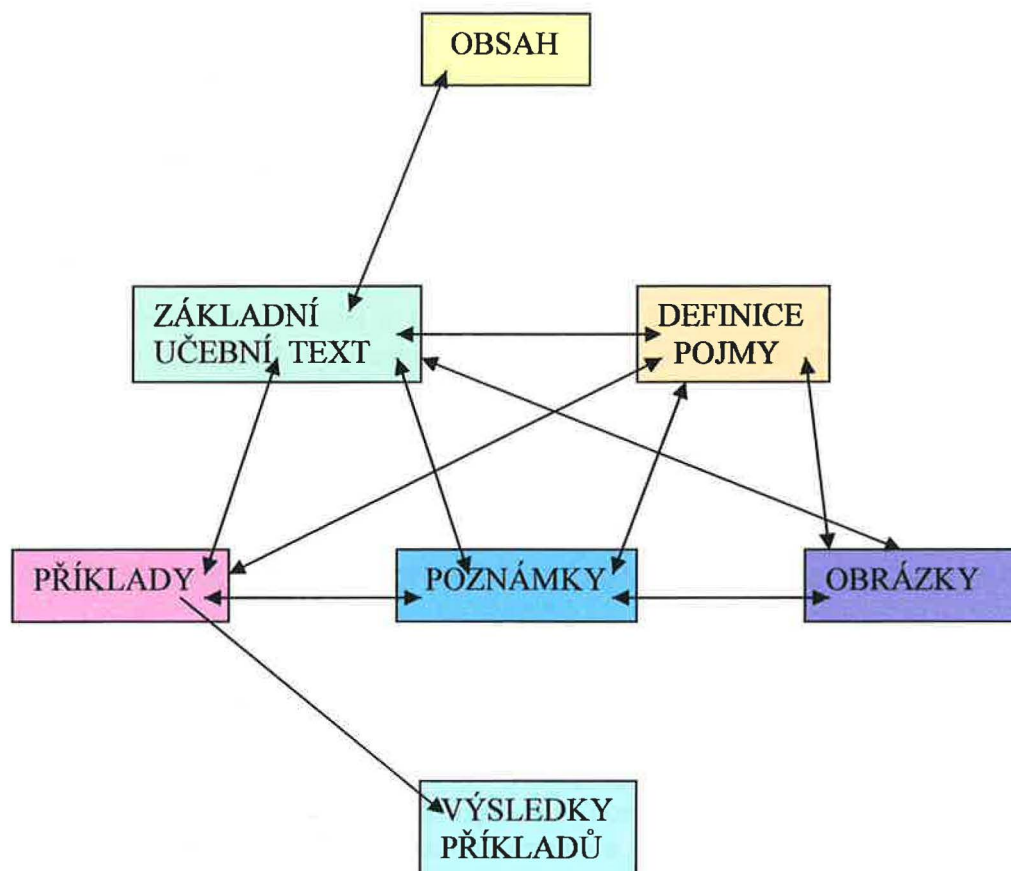 OBSAH
ZÁKLADNÍ
UČEBNÍ TEXT
DEFINICE
POJMY
PŘÍKLADY
POZNÁMKY
OBRÁZKY
VÝSLEDKY
PŘÍKLADŮ